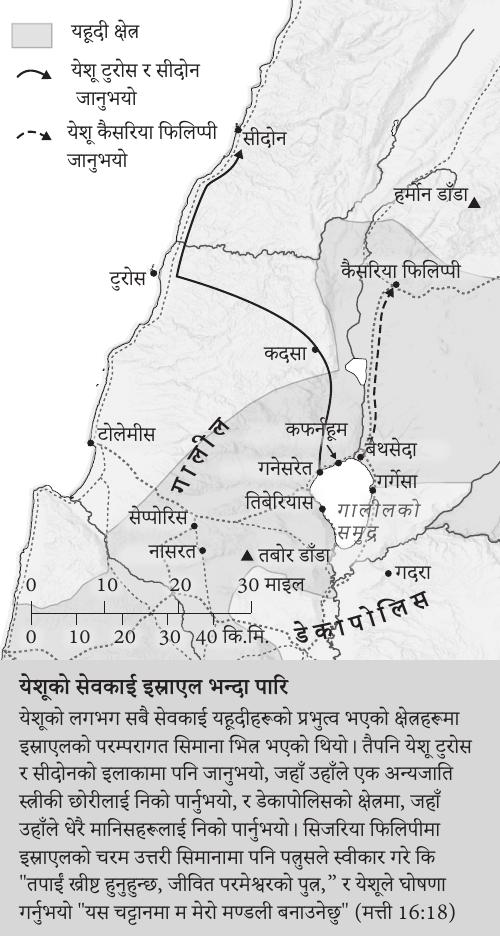 यहूदी क्षेत्र
येशू टुरोस र सीदोन
जानुभयो
येशू कैसरिया फिलिप्पी
जानुभयो
सीदोन
हर्मोन डाँडा
टुरोस
कैसरिया फिलिप्पी
कदसा
गालील
टोलेमीस
कफर्नहूम
बेथसेदा
गनेसरेत
गर्गेसा
तिबेरियास
गालीलको
समुद्र
सेप्पोरिस
नासरत
तबोर डाँडा
गदरा
डेकापोलिस
0 10 20 30 माइल
0 10 20 30 40 कि.मि.
येशूको सेवकाई इस्राएल भन्दा पारि
येशूको लगभग सबै सेवकाई यहूदीहरूको प्रभुत्व भएको क्षेत्रहरूमा
इस्राएलको परम्परागत सिमाना भित्र भएको थियो। तैपनि येशू टुरोस
र सीदोनको इलाकामा पनि जानुभयो, जहाँ उहाँले एक अन्यजाति
स्त्रीकी छोरीलाई निको पार्नुभयो, र डेकापोलिसको क्षेत्रमा, जहाँ
उहाँले धेरै मानिसहरूलाई निको पार्नुभयो। सिजरिया फिलिपीमा
इस्राएलको चरम उत्तरी सिमानामा पनि पत्रुसले स्वीकार गरे कि
"तपाईं ख्रीष्ट हुनुहुन्छ, जीवित परमेश्वरको पुत्र,” र येशूले घोषणा
गर्नुभयो "यस चट्टानमा म मेरो मण्डली बनाउनेछु" (मत्ती 16:18)